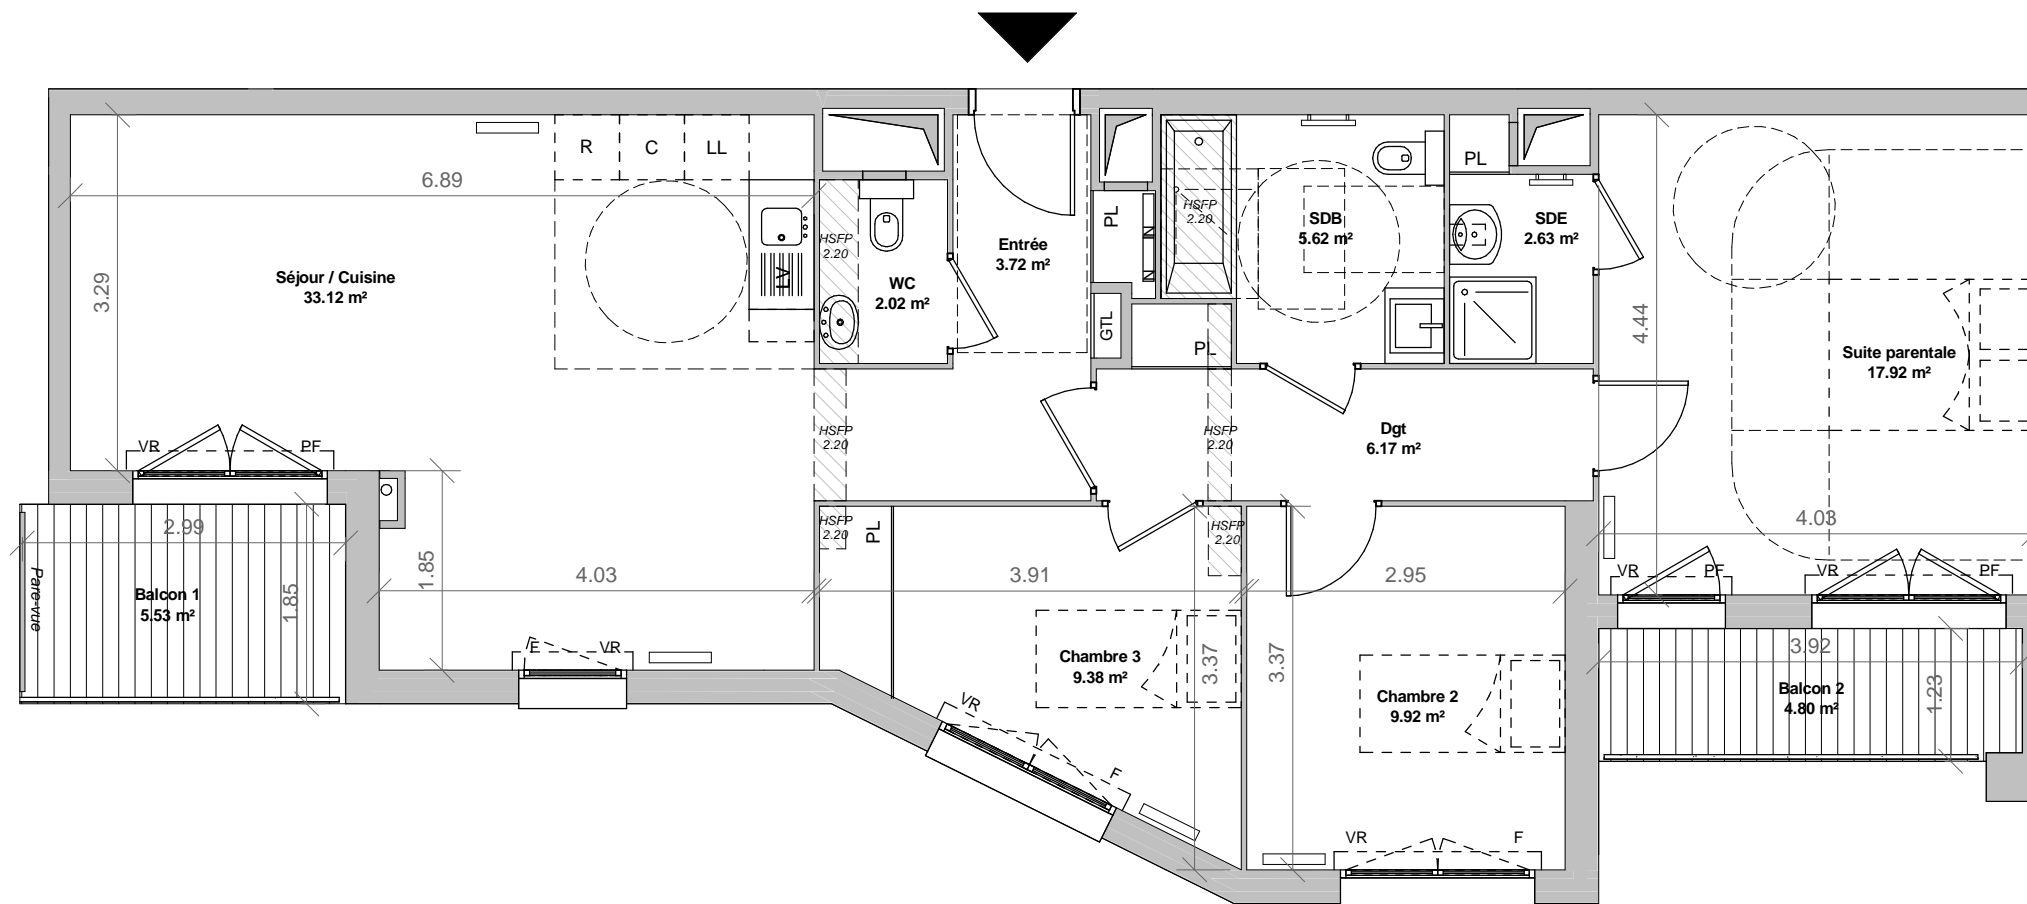 R
C
LL
6.89
PL
PL
HSFP
2.20
SDB
5.62 m²
SDE
2.63 m²
HSFP
2.20
Entrée
3.72 m²
Séjour / Cuisine
33.12 m²
3.29
LV
WC
2.02 m²
GTL
PL
4.44
Suite parentale
17.92 m²
VR
PF
HSFP
2.20
HSFP
2.20
Dgt
6.17 m²
2.99
HSFP
2.20
PL
HSFP
2.20
4.03
Pare-vue
Balcon 1
5.53 m²
1.85
1.85
4.03
3.91
2.95
VR
PF
VR
PF
F
VR
Chambre 3
9.38 m²
3.37
3.37
3.92
Chambre 2
9.92 m²
Balcon 2
4.80 m²
1.23
VR
F
VR
F